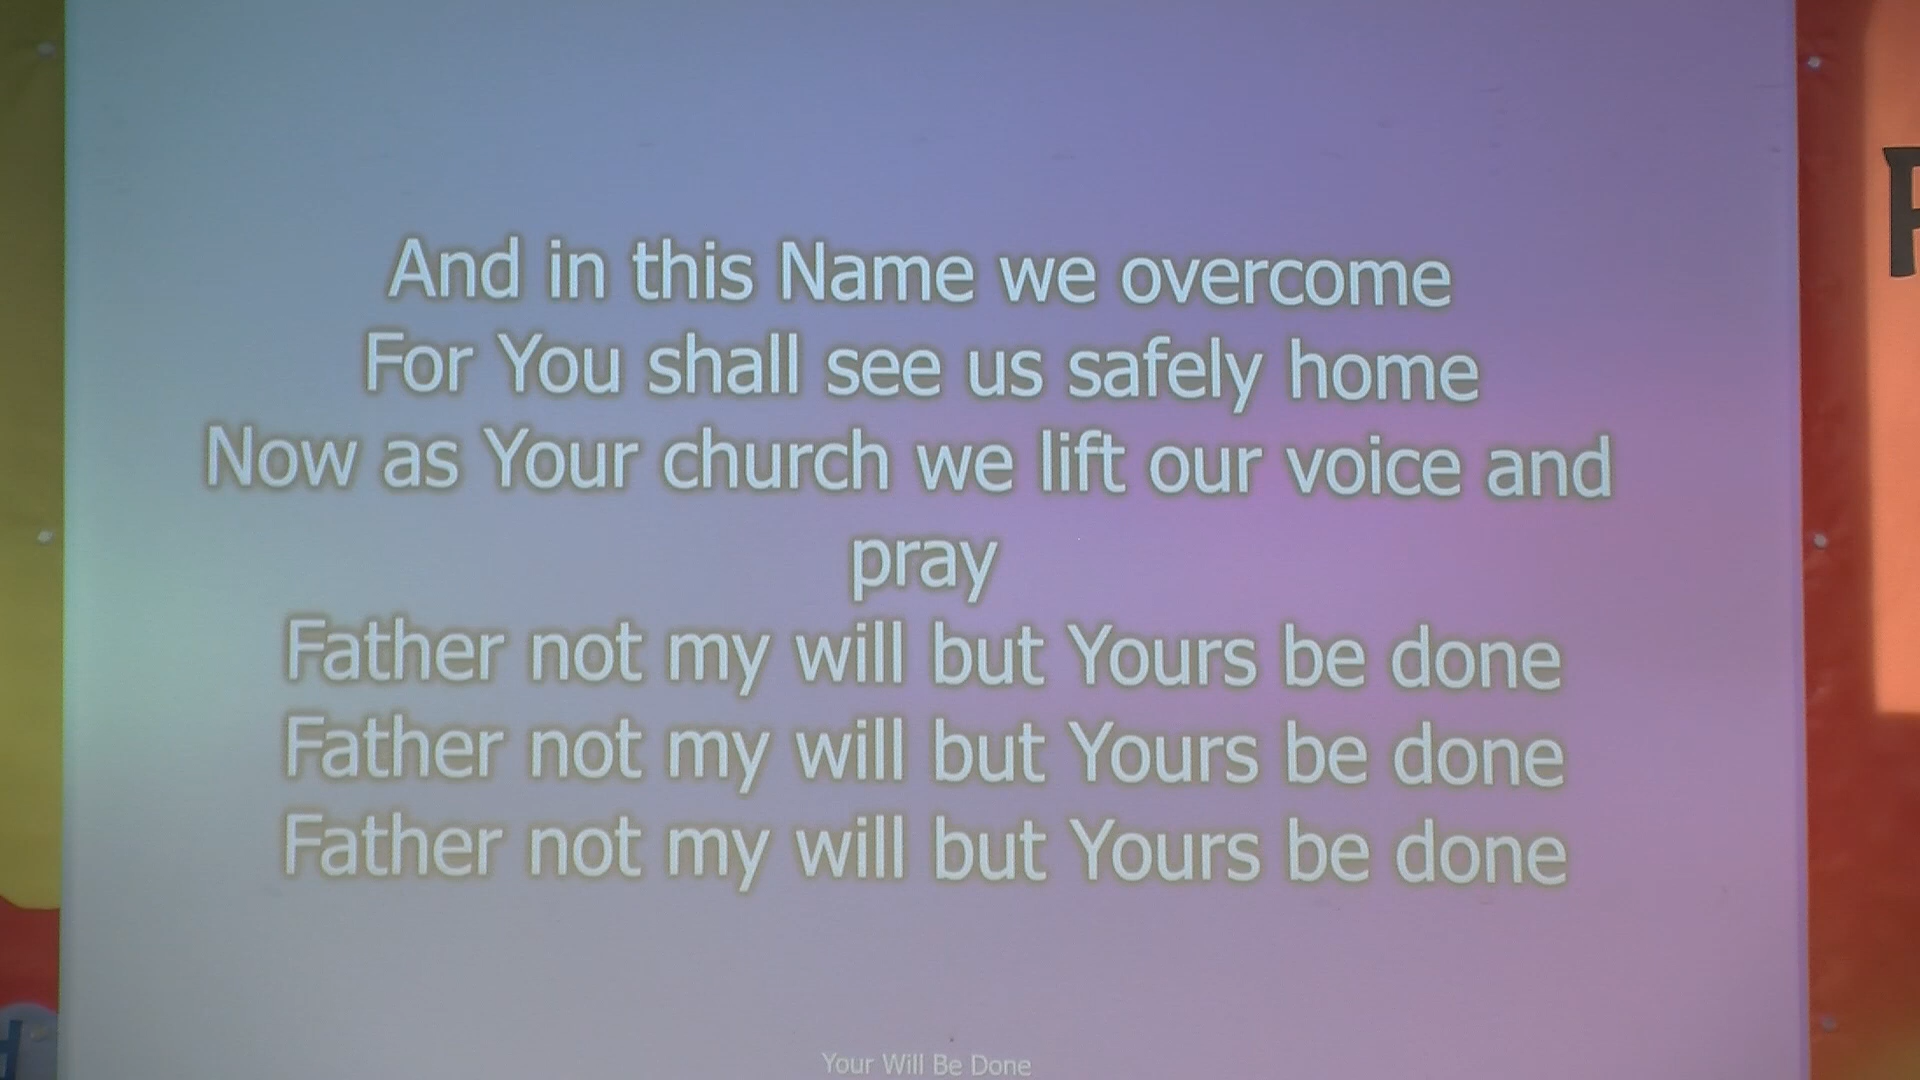 And in this Name we overcome
For You shall see us safely home
Now as Your church we lift our voice and
pray
Father not my will but Yours be done
Father not my will but Yours be done
Father not my will but Yours be done
Your Will Be Done